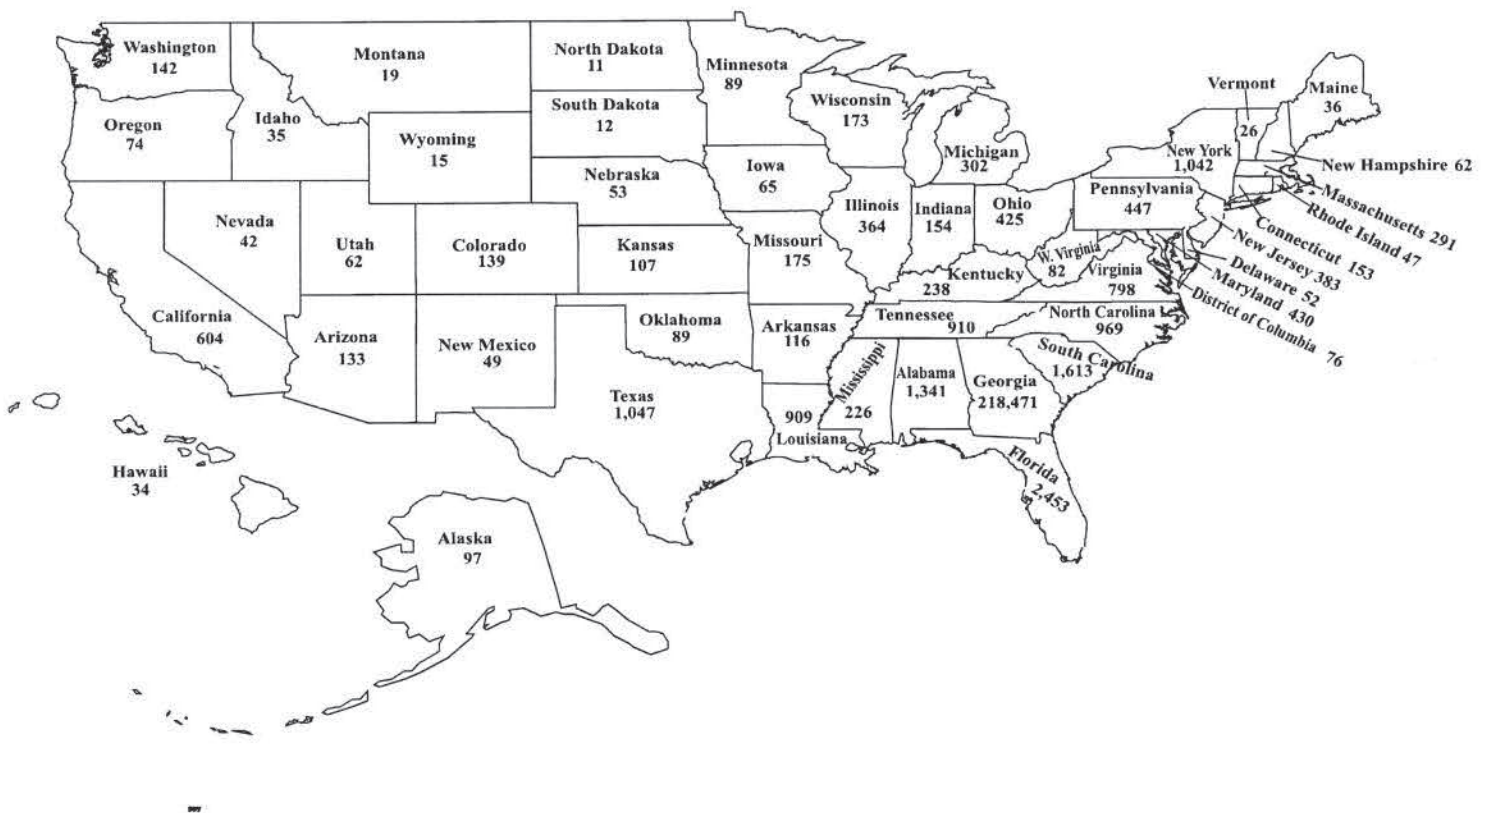 Washington
142
Montana
19
North Dakota
11
Minnesota
89
Oregon
74
Idaho
35
Wyoming
15
South Dakota
12
Wisconsin
173
Michigan
302
Vermont
26
Maine
36
New York
1,042
New Hampshire 62
Massachusetts 291
Rhode Island 47
Connecticut 153
New Jersey 383
Delaware 52
Maryland 430
District of Columbia 76
Nebraska
53
Iowa
65
Illinois
364
Indiana
154
Ohio
425
Pennsylvania
447
Nevada
42
Utah
62
Colorado
139
Kansas
107
Missouri
175
Kentucky
238
W. Virginia
82
Virginia
798
California
604
Arizona
133
New Mexico
49
Oklahoma
89
Arkansas
116
Tennessee
910
North Carolina
969
South Carolina
1,613
Texas
1,047
909
Louisiana
Mississippi
226
Alabama
1,341
Georgia
218,471
Florida
2,453
Hawaii
34
Alaska
97